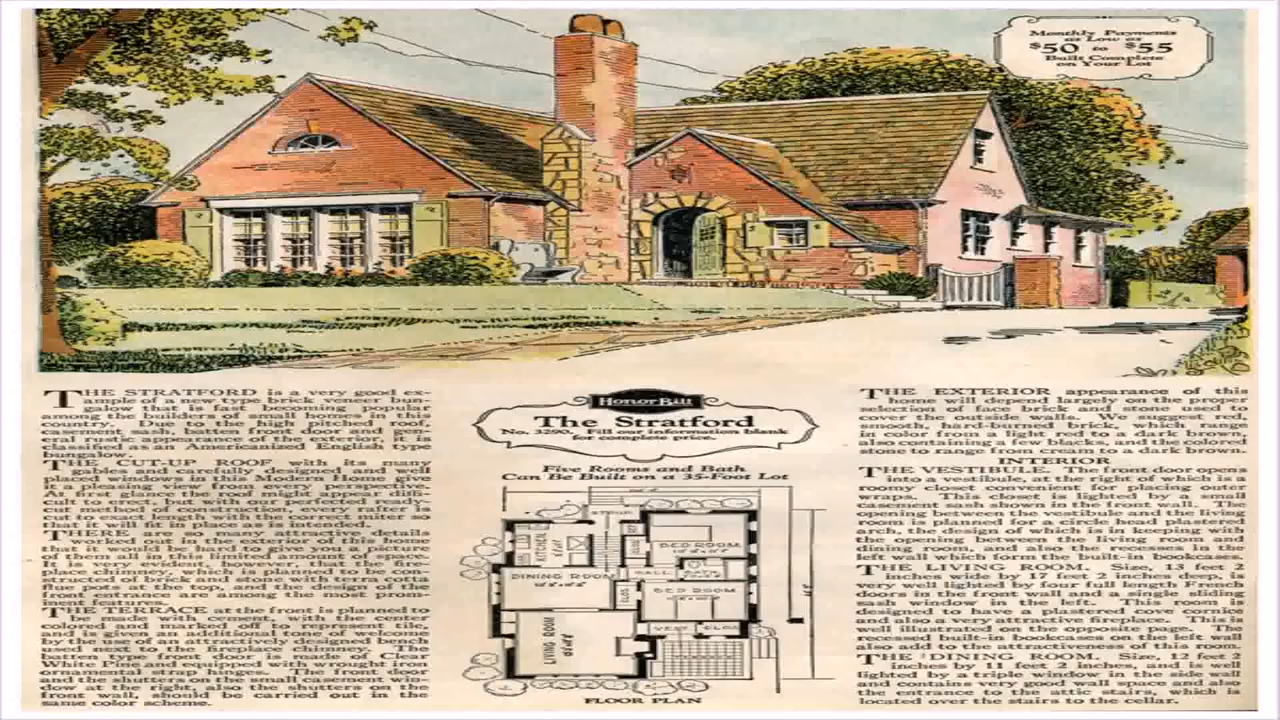 Monthly Payments
as Low as
$50 to $55
Built Complete
on Your Lot
THE STRATFORD is a very good ex-
ample of a new type brick veneer bun-
galow that is fast becoming popular
among the builders of small homes in this
country. Due to the high pitched roof,
casement sash, batten front door and gen-
eral rustic appearance of the exterior, it is
classified as an Americanized English type
bungalow.
THE CUT-UP ROOF with its many
gables and carefully designed and well
placed windows in this Modern Home give
it a pleasing view from every perspective.
At first glance the roof might appear diffi-
cult to erect, but with our perfected ready-
cut method of construction, every rafter is
cut to exact length with the correct miter so
that it will fit in place as is intended.
THERE are so many attractive details
worked out in the exterior of this home
that it would be hard to give you a picture
of them all in this limited amount of space.
It is very evident, however, that the fire-
place chimney, which is planned to be con-
structed of brick and stone with terra cotta
flue pots at the top, and the design of the
front entrance are among the most prom-
inent features.
THE TERRACE at the front is planned to
be made with cement, with the center
colored and marked off to represent tile,
and is given an additional tone of welcome
by the use of an attractively designed bench
used next to the fireplace chimney. The
batten type front door is made of Clear
White Pine and equipped with wrought iron
ornamental strap hinges. The front door
and the shutters on the small casement win-
dow at the right, also the shutters on the
front wall, should be carried out in the
same color scheme.
Honor Bilt
The Stratford
No. 3290. Fill out information blank
for complete price.
Five Rooms and Bath
Can Be Built on a 35-Foot Lot
KITCHEN
BED ROOM
DINING ROOM
HALL
BED ROOM
VEST. CLOS.
LIVING ROOM
FLOOR PLAN
THE EXTERIOR appearance of this
home will depend largely on the proper
selection of face brick and stone used to
cover the outside walls. We suggest red,
smooth, hard-burned brick, which range
in color from a light red to a dark brown,
also containing a few blacks, and the colored
stone to range from cream to a dark brown.
INTERIOR
THE VESTIBULE. The front door opens
into a vestibule, at the right of which is a
roomy closet convenient for placing outer
wraps. This closet is lighted by a small
casement sash shown in the front wall. The
opening between the vestibule and the living
room is planned for a circle head plastered
arch, the design of which is in keeping with
the opening between the living room and
dining room, and also the recesses in the
left wall which form the built-in bookcases.
THE LIVING ROOM. Size, 13 feet 2
inches wide by 17 feet 2 inches deep, is
very well lighted by four full length French
doors in the front wall and a single sliding
sash window in the left. This room is
designed to have a plastered cove cornice
and also a very attractive fireplace. This is
well illustrated on the opposite page. The
recessed built-in bookcases on the left wall
also add to the attractiveness of this room.
THE DINING ROOM. Size, 12 feet 2
inches by 11 feet 2 inches, and is well
lighted by a triple window in the side wall
and contains very good wall space and also
the entrance to the attic stairs, which is
located over the stairs to the cellar.